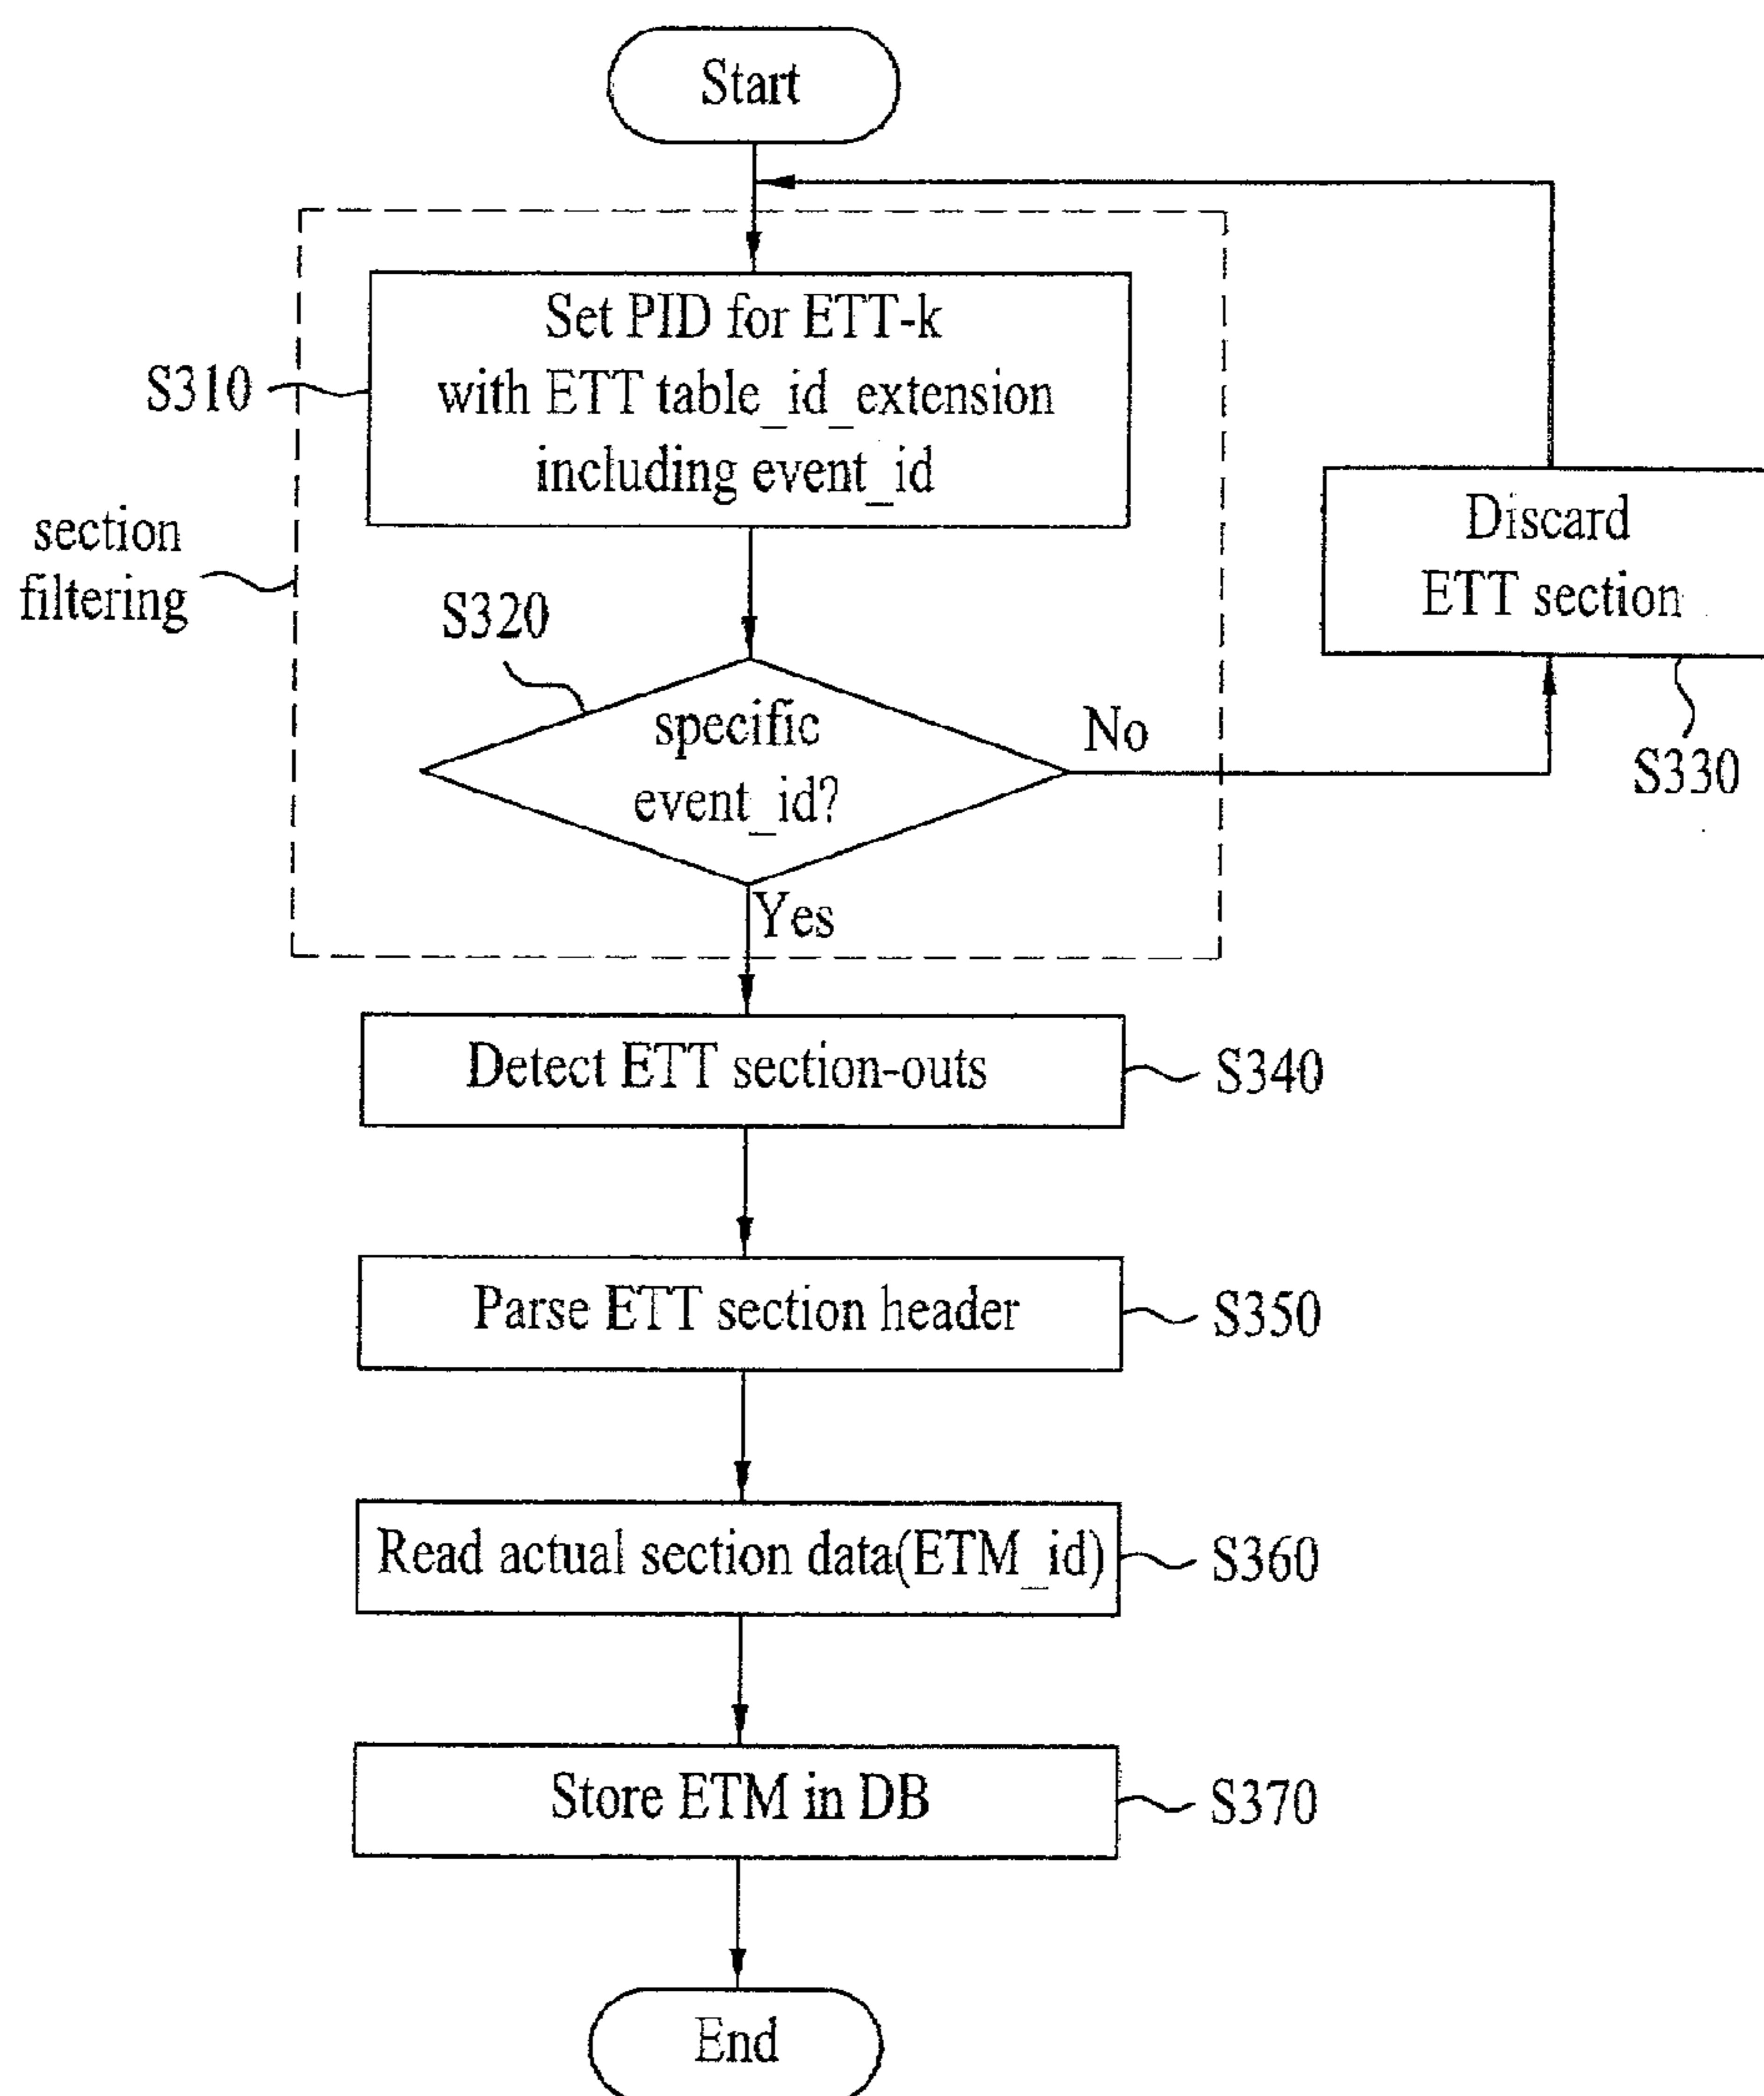 Start
Set PID for ETT-k
with ETT table_id_extension
including event_id
S310
section
filtering
Discard
ETT section
S330
S320
specific
event_id?
No
Yes
Detect ETT section-outs
S340
Parse ETT section header
S350
Read actual section data(ETM_id)
S360
Store ETM in DB
S370
End